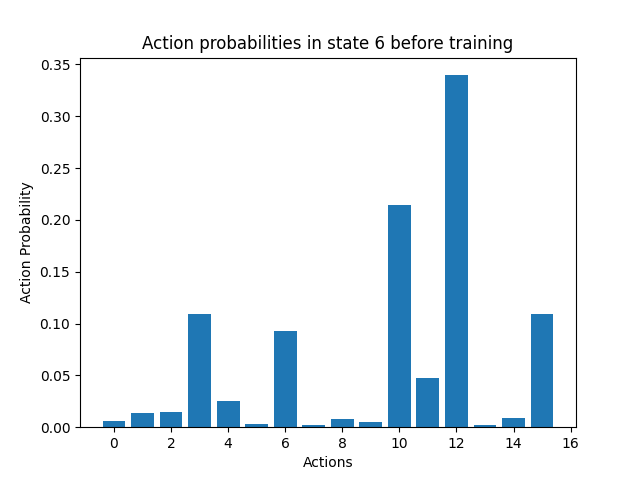 Action probabilities in state 6 before training
0.35
0.30
0.25
0.20
0.15
0.10
0.05
0.00
Action Probability
0 2 4 6 8 10 12 14 16
Actions